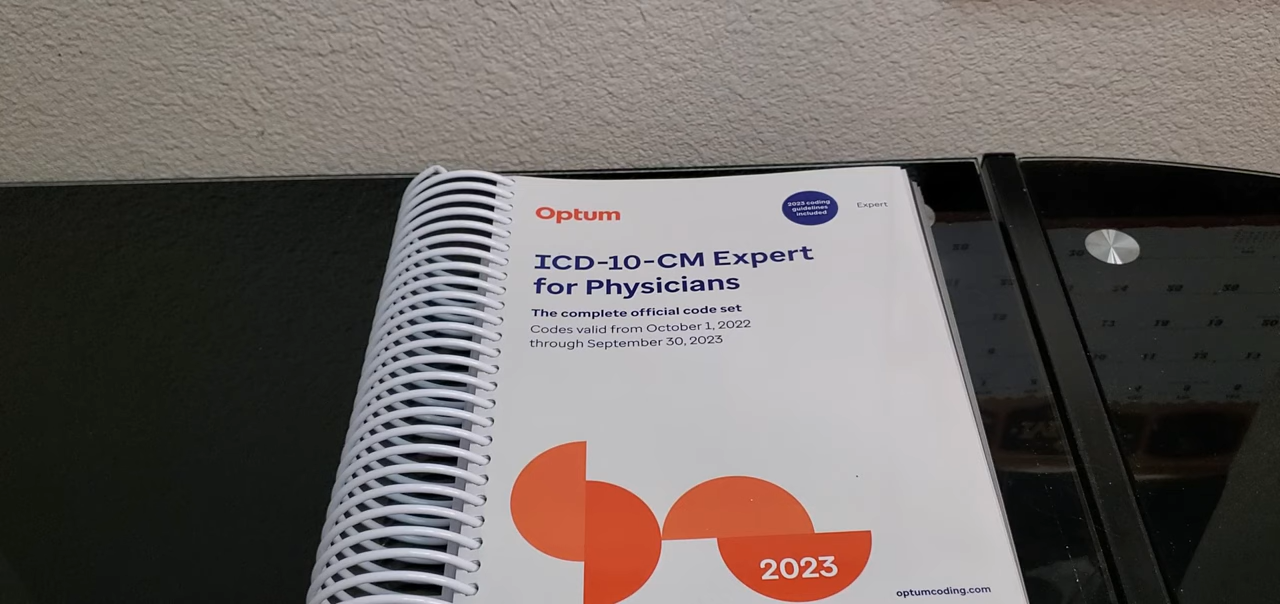 Optum
2023 coding
guidelines
included
Expert
ICD-10-CM Expert
for Physicians
The complete official code set
Codes valid from October 1, 2022
through September 30, 2023
2023
optumcoding.com